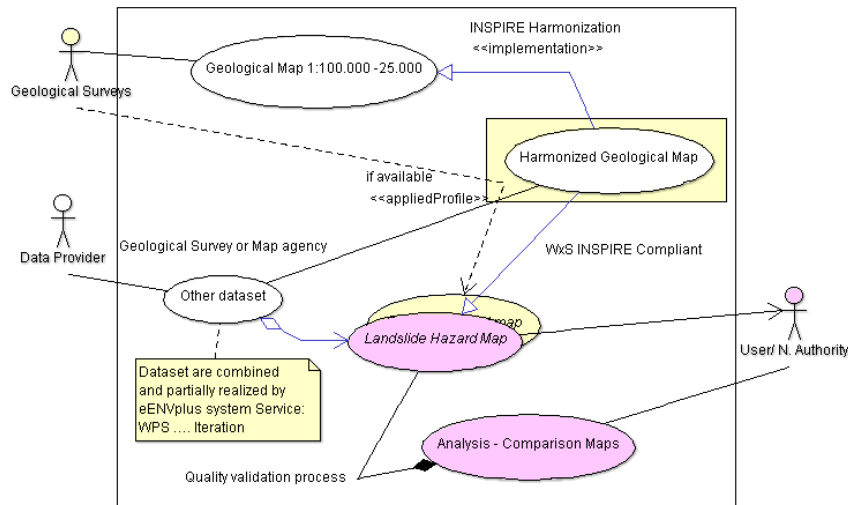 INSPIRE Harmonization
<<implementation>>
Geological Map 1:100.000 -25.000
Geological Surveys
Harmonized Geological Map
if available
<<appliedProfile>>
Geological Survey or Map agency
WxS INSPIRE Compliant
Data Provider
Other dataset
map
Landslide Hazard Map
User/ N. Authority
Dataset are combined
and partially realized by
eENVplus system Service:
WPS .... Iteration
Analysis - Comparison Maps
Quality validation process